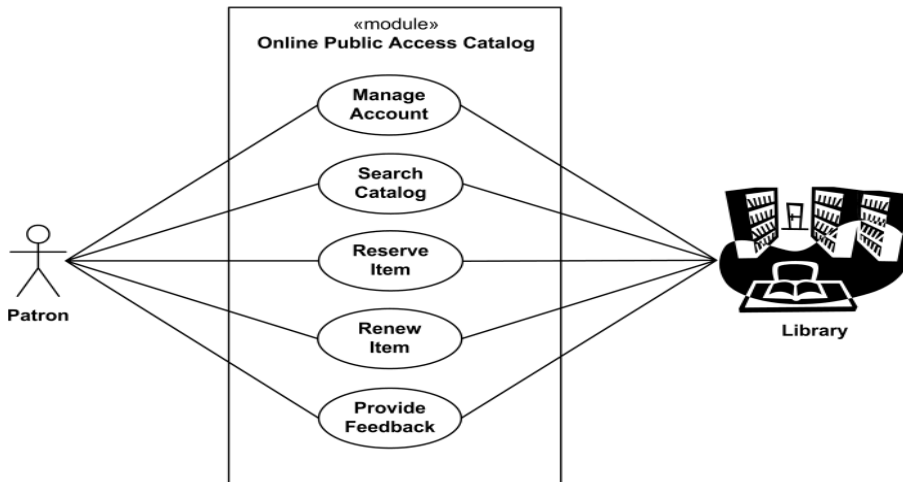 «module»
Online Public Access Catalog
Manage
Account
Search
Catalog
Reserve
Item
Renew
Item
Provide
Feedback
Patron
Library